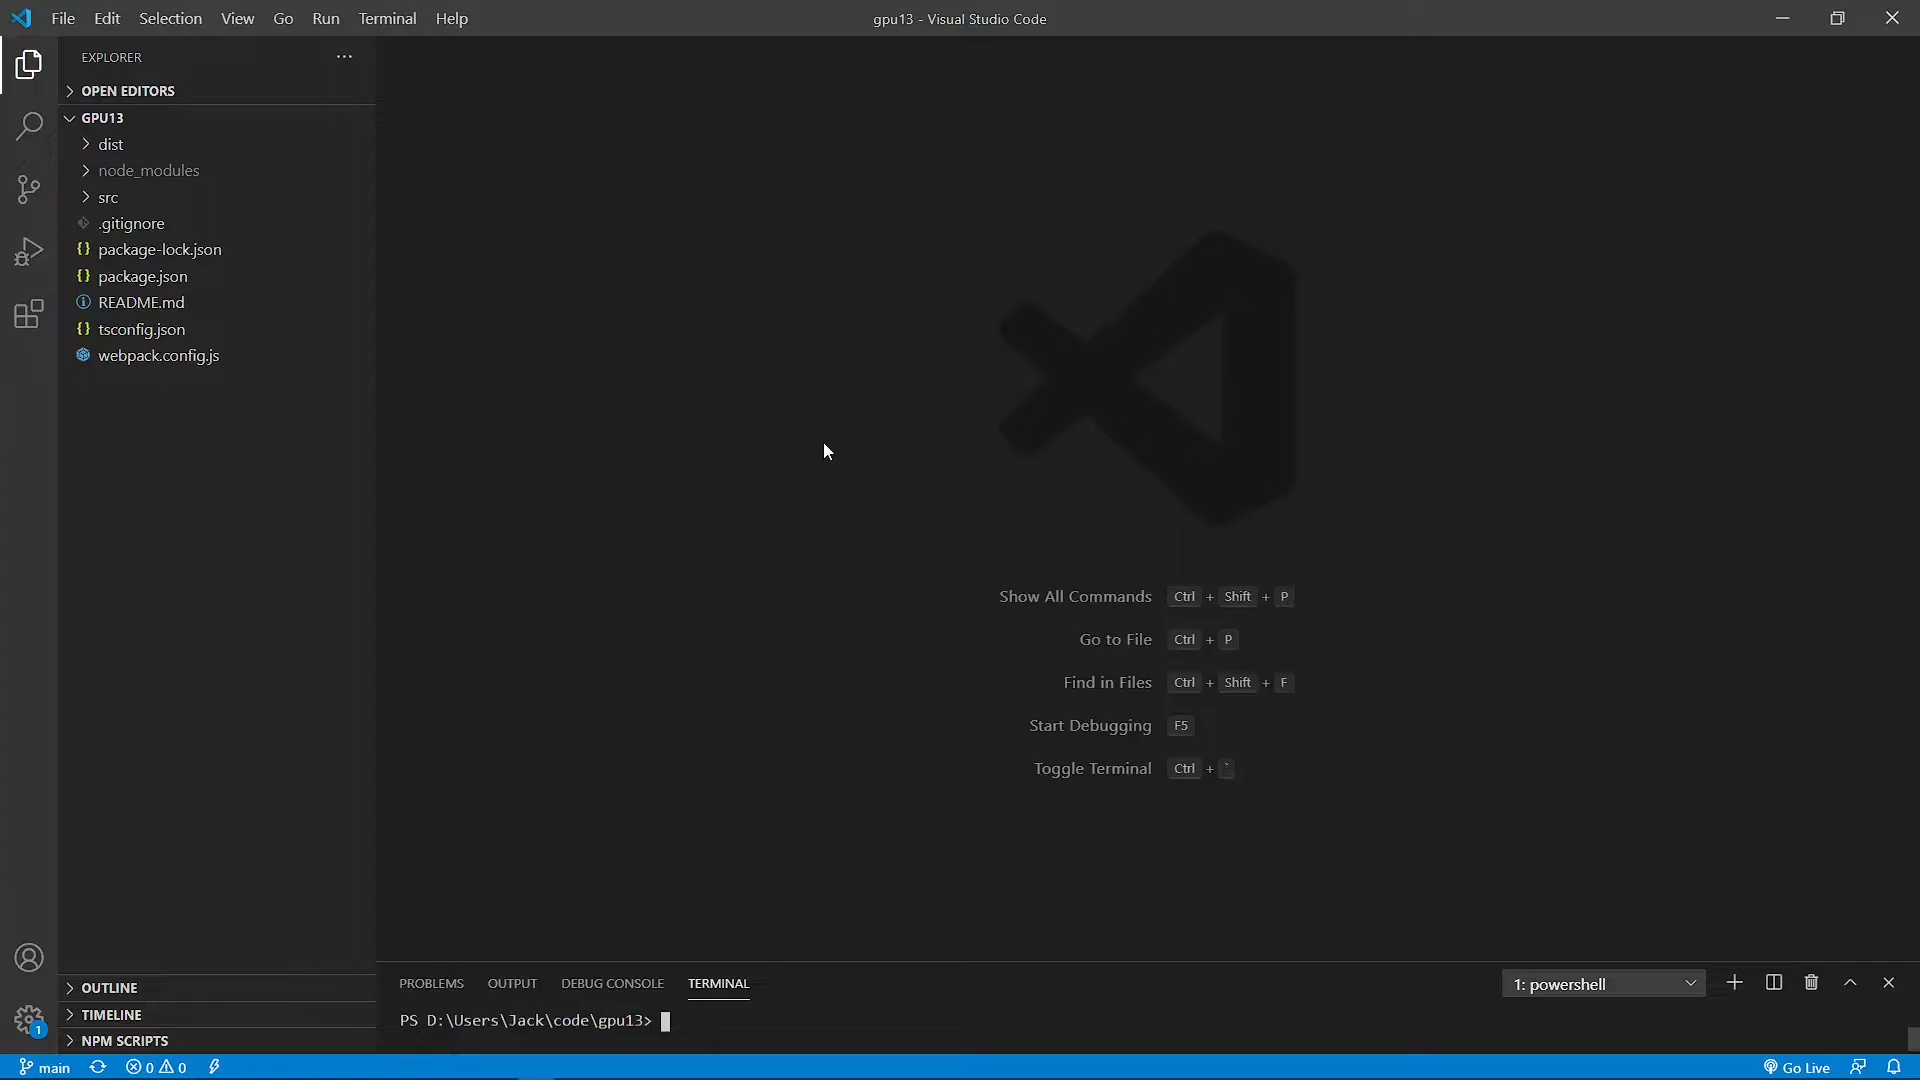 File Edit Selection View Go Run Terminal Help
gpu13 - Visual Studio Code
EXPLORER
OPEN EDITORS
GPU13
dist
node_modules
src
.gitignore
package-lock.json
package.json
README.md
tsconfig.json
webpack.config.js
Show All Commands Ctrl + Shift + P
Go to File Ctrl + P
Find in Files Ctrl + Shift + F
Start Debugging F5
Toggle Terminal Ctrl + `
PROBLEMS OUTPUT DEBUG CONSOLE TERMINAL
1: powershell
PS D:\Users\Jack\code\gpu13>
OUTLINE
TIMELINE
NPM SCRIPTS
1
main 0 0 Go Live